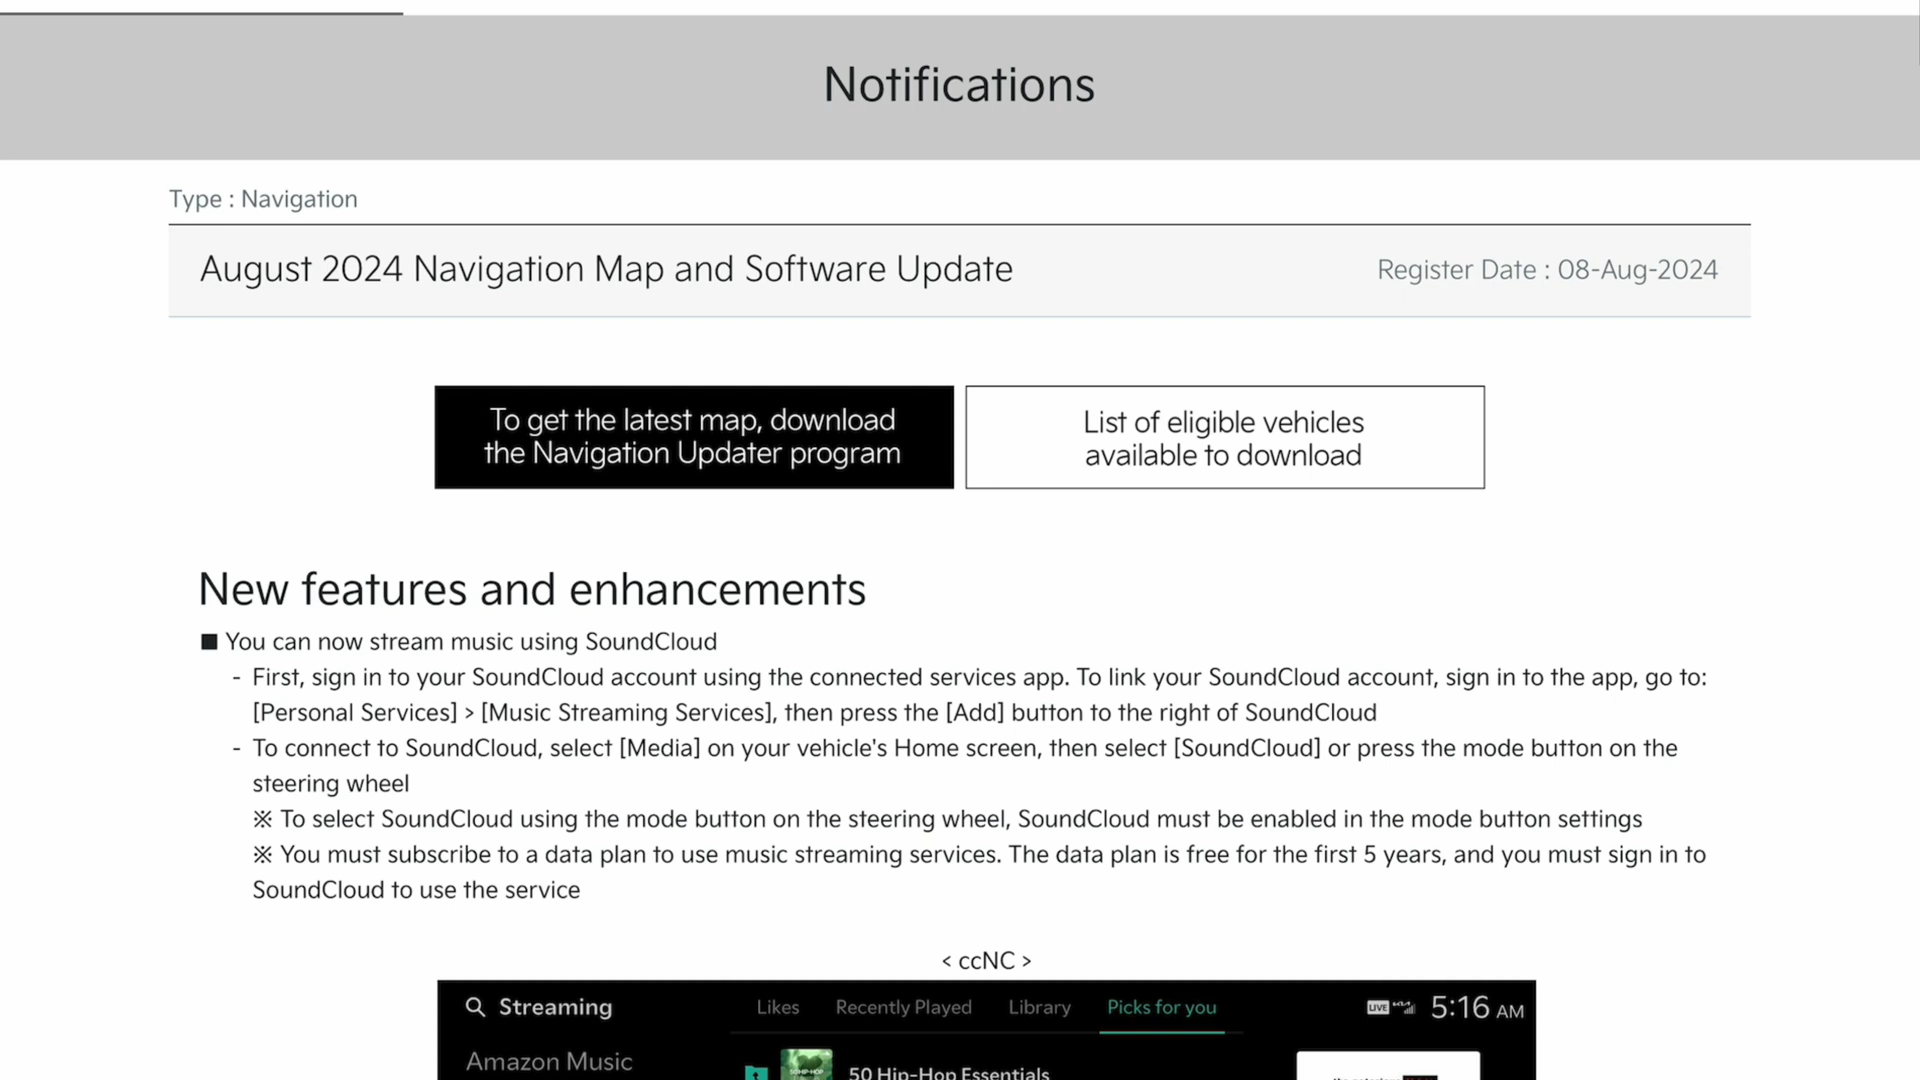 Notifications
Type : Navigation
August 2024 Navigation Map and Software Update
Register Date : 08-Aug-2024
To get the latest map, download
the Navigation Updater program
List of eligible vehicles
available to download
New features and enhancements
■ You can now stream music using SoundCloud
- First, sign in to your SoundCloud account using the connected services app. To link your SoundCloud account, sign in to the app, go to:
[Personal Services] > [Music Streaming Services], then press the [Add] button to the right of SoundCloud
- To connect to SoundCloud, select [Media] on your vehicle's Home screen, then select [SoundCloud] or press the mode button on the
steering wheel
※ To select SoundCloud using the mode button on the steering wheel, SoundCloud must be enabled in the mode button settings
※ You must subscribe to a data plan to use music streaming services. The data plan is free for the first 5 years, and you must sign in to
SoundCloud to use the service
< ccNC >
Streaming
Likes
Recently Played
Library
Picks for you
LIVE
5:16 AM
Amazon Music
50 Hip-Hop Essentials